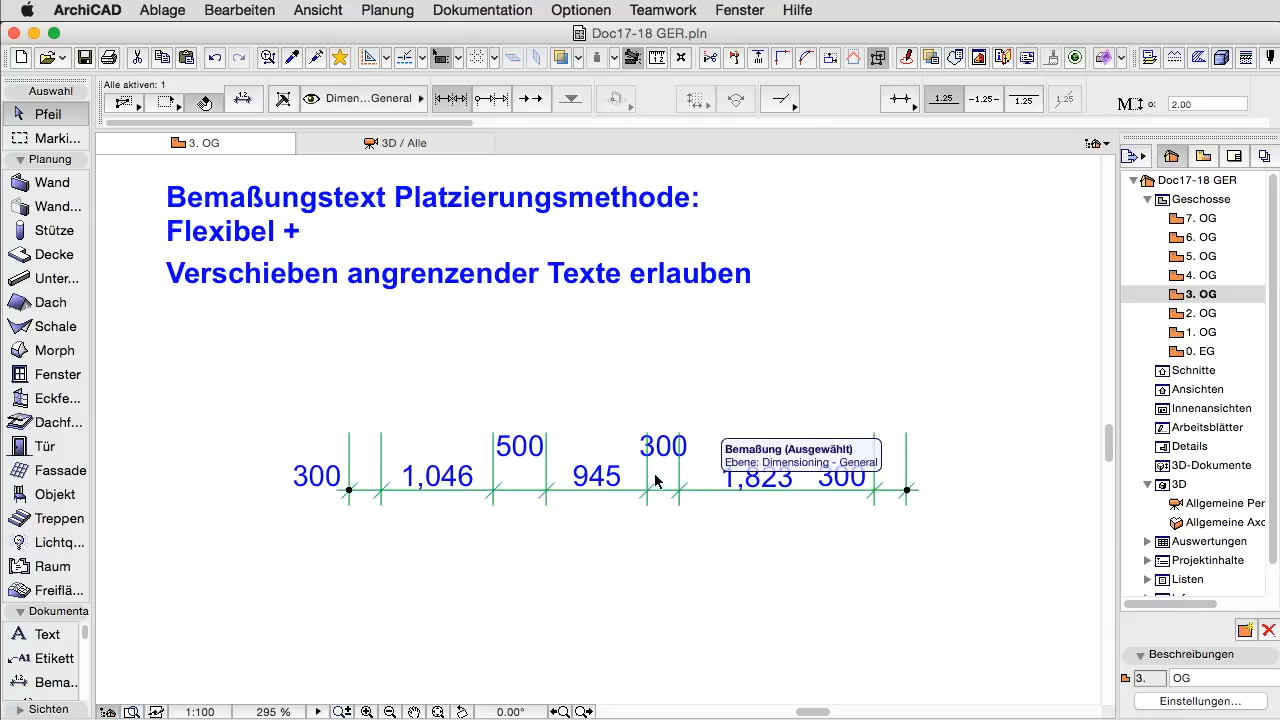 ArchiCAD Ablage Bearbeiten Ansicht Planung Dokumentation Optionen Teamwork Fenster Hilfe
Doc17-18 GER.pln
Auswahl
Pfeil
Marki...
Planung
Wand
Wand...
Stütze
Decke
Unter...
Dach
Schale
Morph
Fenster
Eckfe...
Dachf...
Tür
Fassade
Objekt
Treppen
Lichtq...
Raum
Freiflä...
Dokumenta
Text
Etikett
Bema...
Sichten
Alle aktiven: 1
Dimen...General
1.25
-1.25-
1.25
1.25
M
o:
2.00
3. OG
3D / Alle
Bemaßungstext Platzierungsmethode:
Flexibel +
Verschieben angrenzender Texte erlauben
500 300
300 1,046 945 1,823 300
Bemaßung (Ausgewählt)
Ebene: Dimensioning - General
1:100
295 %
0.00°
Doc17-18 GER
Geschosse
7. OG
6. OG
5. OG
4. OG
3. OG
2. OG
1. OG
0. EG
Schnitte
Ansichten
Innenansichten
Arbeitsblätter
Details
3D-Dokumente
3D
Allgemeine Per
Allgemeine Axo
Auswertungen
Projektinhalte
Listen
Beschreibungen
3. OG
Einstellungen...